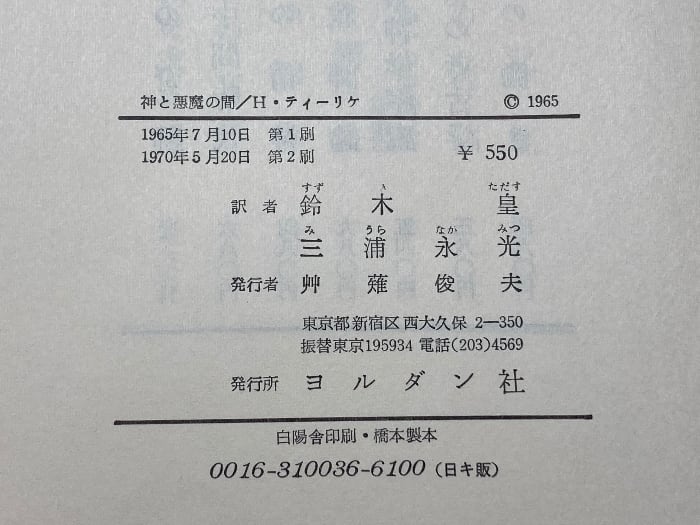 神と悪魔の間/H・ティーリケ © 1965
1965年7月10日 第1刷
1970年5月20日 第2刷 ¥ 550
すず き ただす
訳者 鈴木 皇
み うら なか みつ
三浦永光
発行者 艸薙俊夫
東京都新宿区西大久保 2―350
振替東京195934 電話(203)4569
発行所 ヨルダン社
白陽舍印刷・橋本製本
0016-310036-6100(日キ販)